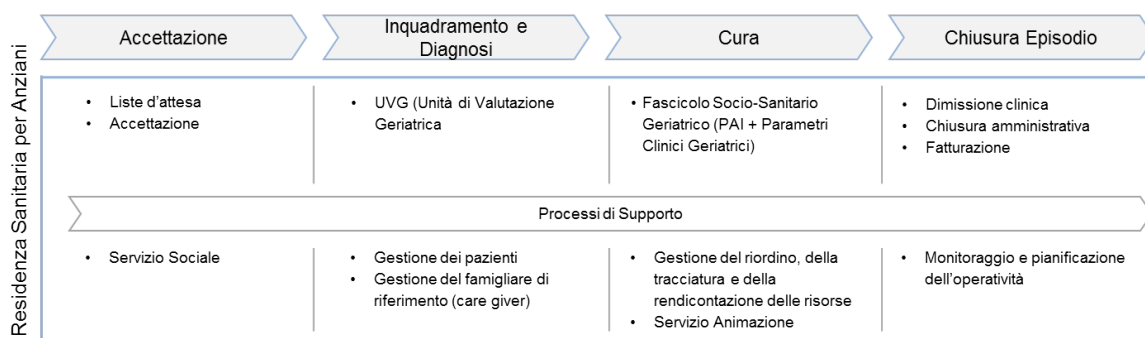 Accettazione
Inquadramento e
Diagnosi
Cura
Chiusura Episodio
Residenza Sanitaria per Anziani
• Liste d'attesa
• Accettazione
• UVG (Unità di Valutazione
Geriatrica
• Fascicolo Socio-Sanitario
Geriatrico (PAI + Parametri
Clinici Geriatrici)
• Dimissione clinica
• Chiusura amministrativa
• Fatturazione
Processi di Supporto
• Servizio Sociale
• Gestione dei pazienti
• Gestione del famigliare di
riferimento (care giver)
• Gestione del riordino, della
tracciatura e della
rendicontazione delle risorse
• Servizio Animazione
• Monitoraggio e pianificazione
dell'operatività